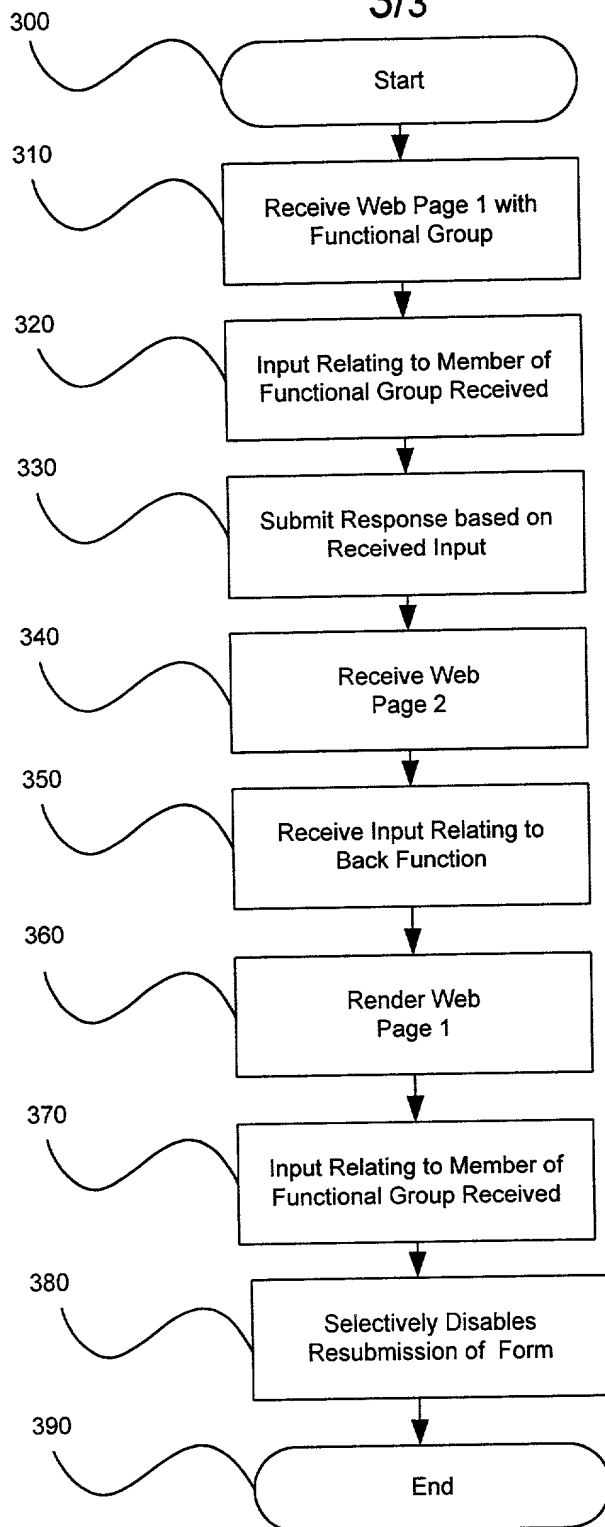 3/3
300
Start
310
Receive Web Page 1 with
Functional Group
320
Input Relating to Member of
Functional Group Received
330
Submit Response based on
Received Input
340
Receive Web
Page 2
350
Receive Input Relating to
Back Function
360
Render Web
Page 1
370
Input Relating to Member of
Functional Group Received
380
Selectively Disables
Resubmission of Form
390
End